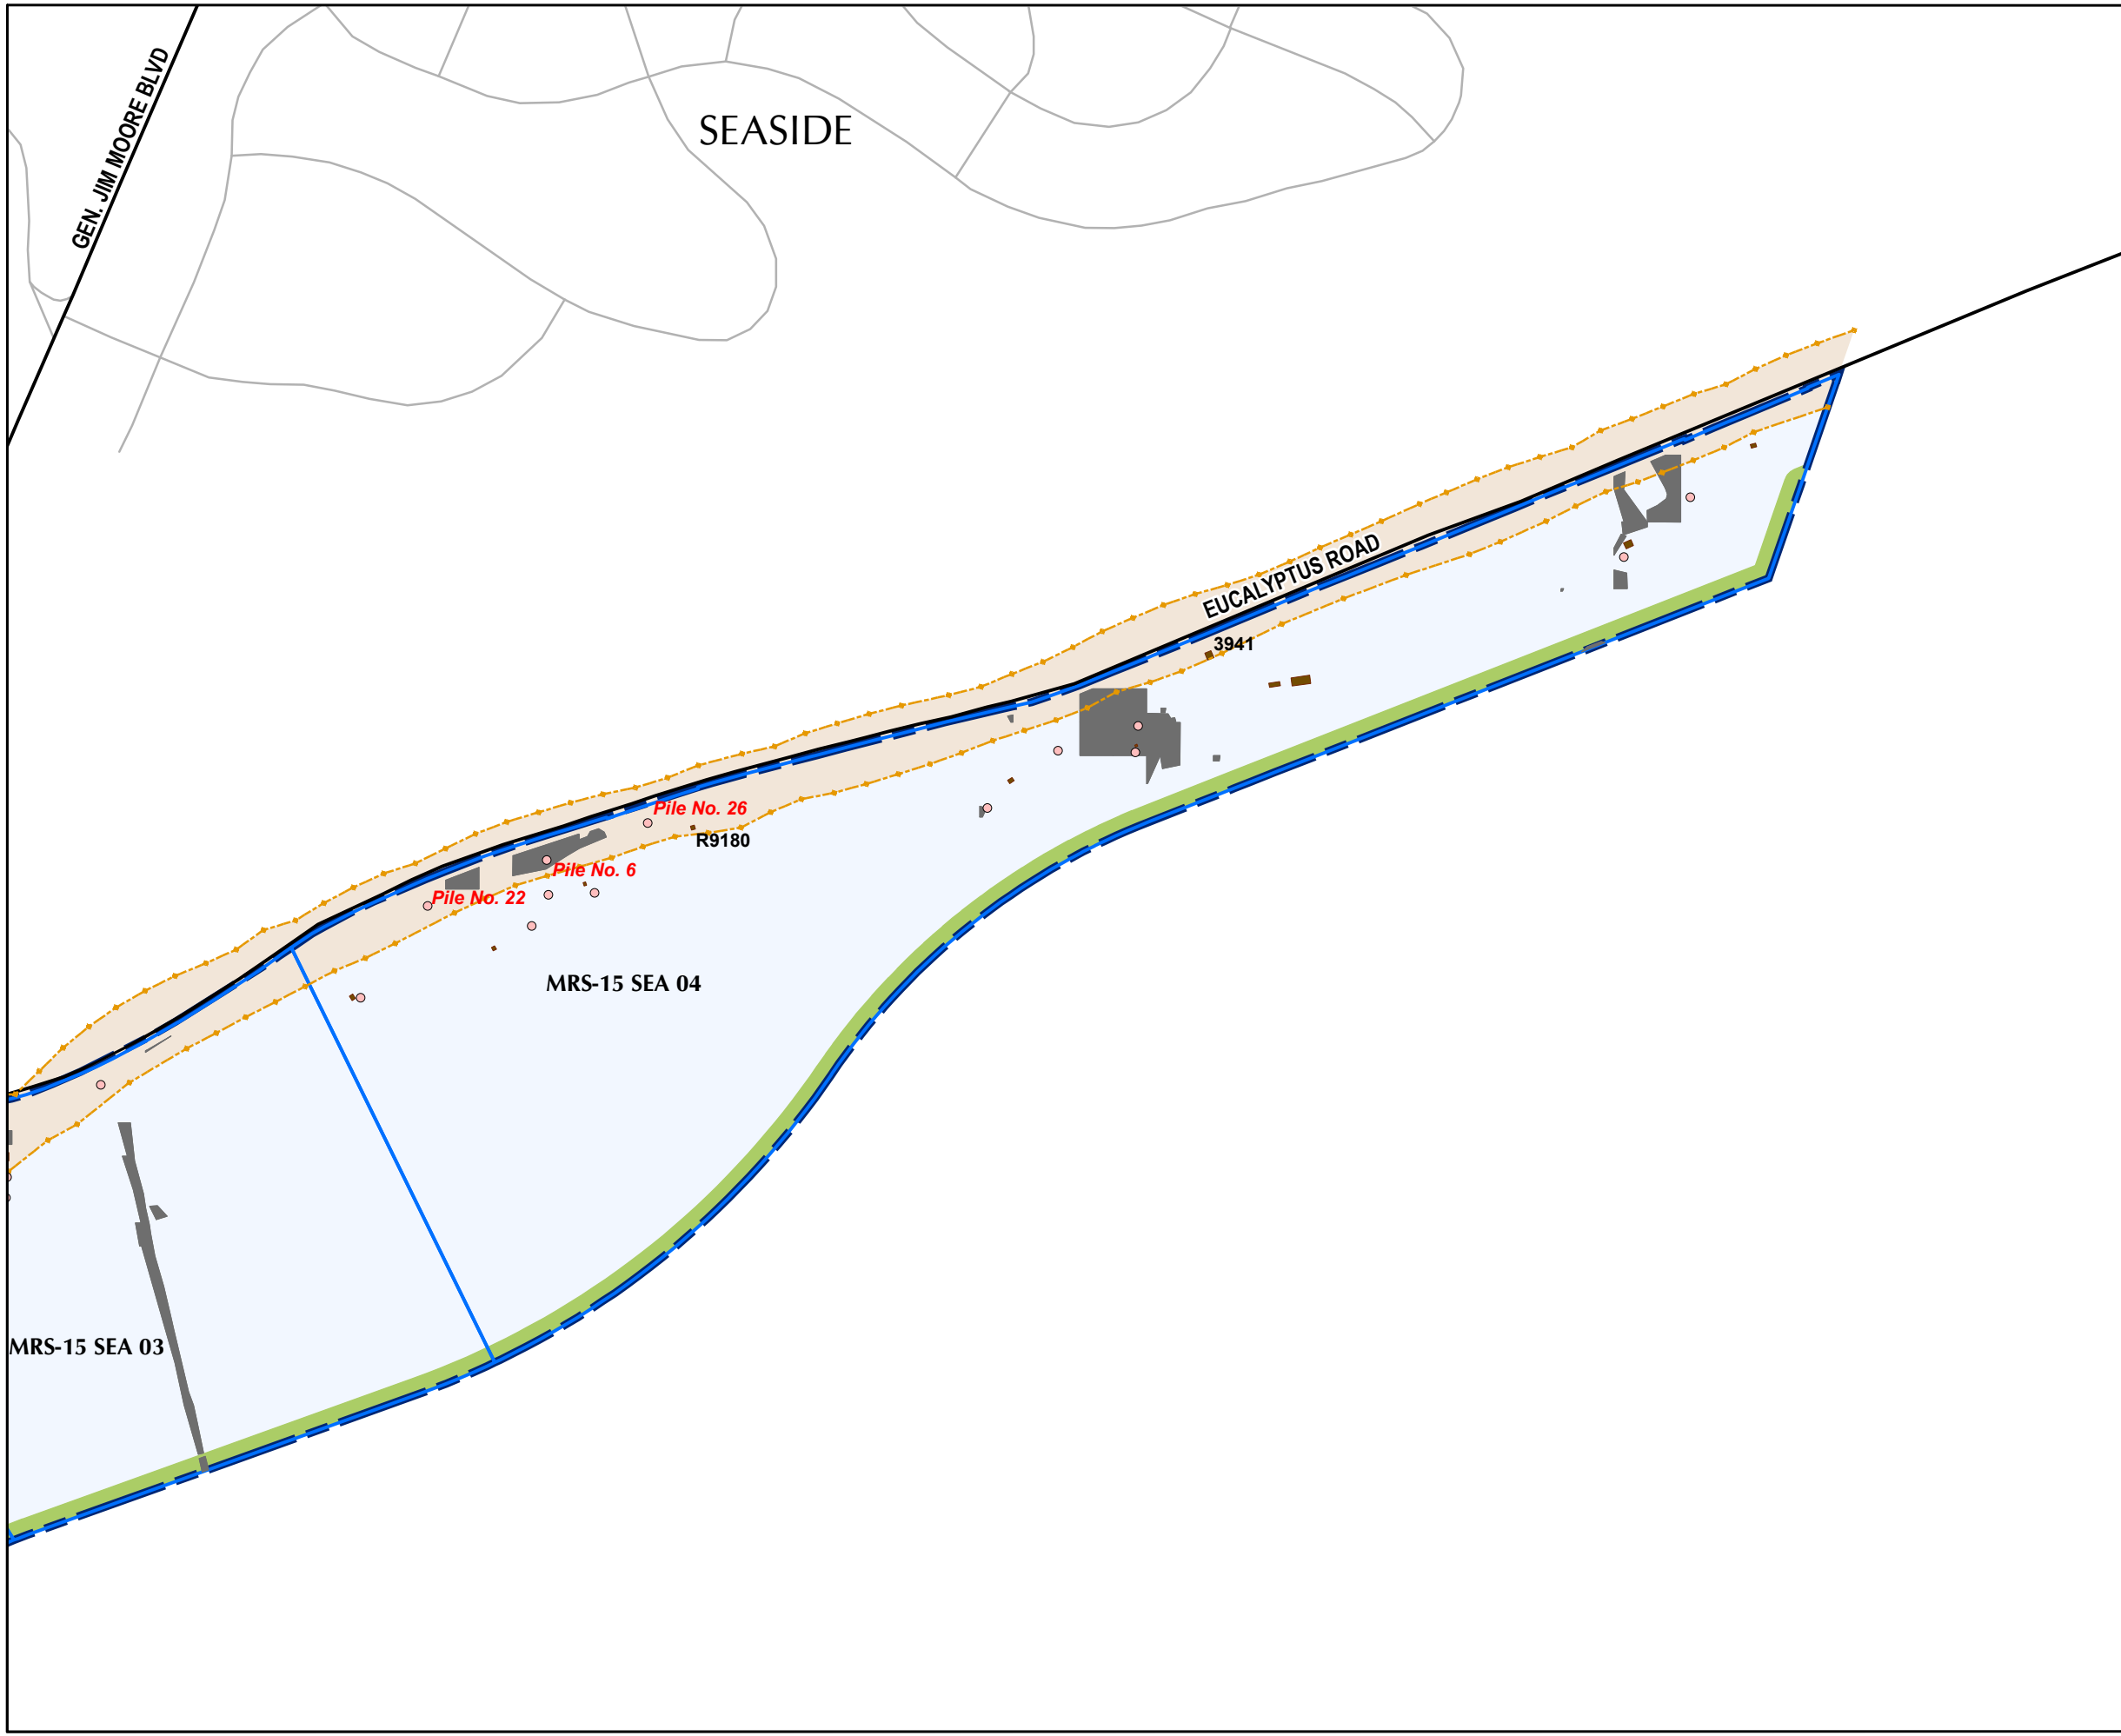 GEN. JIM MOORE BLVD
SEASIDE
EUCALYPTUS ROAD
3941
Pile No. 26
R9180
Pile No. 6
Pile No. 22
MRS-15 SEA 04
MRS-15 SEA 03